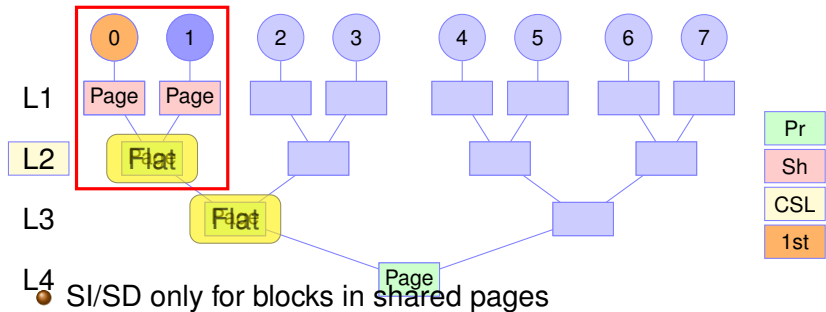 0 1 2 3 4 5 6 7
L1 Page Page
Pr
L2 Flat
Sh
CSL
L3 Flat
1st
L4 Page
SI/SD only for blocks in shared pages